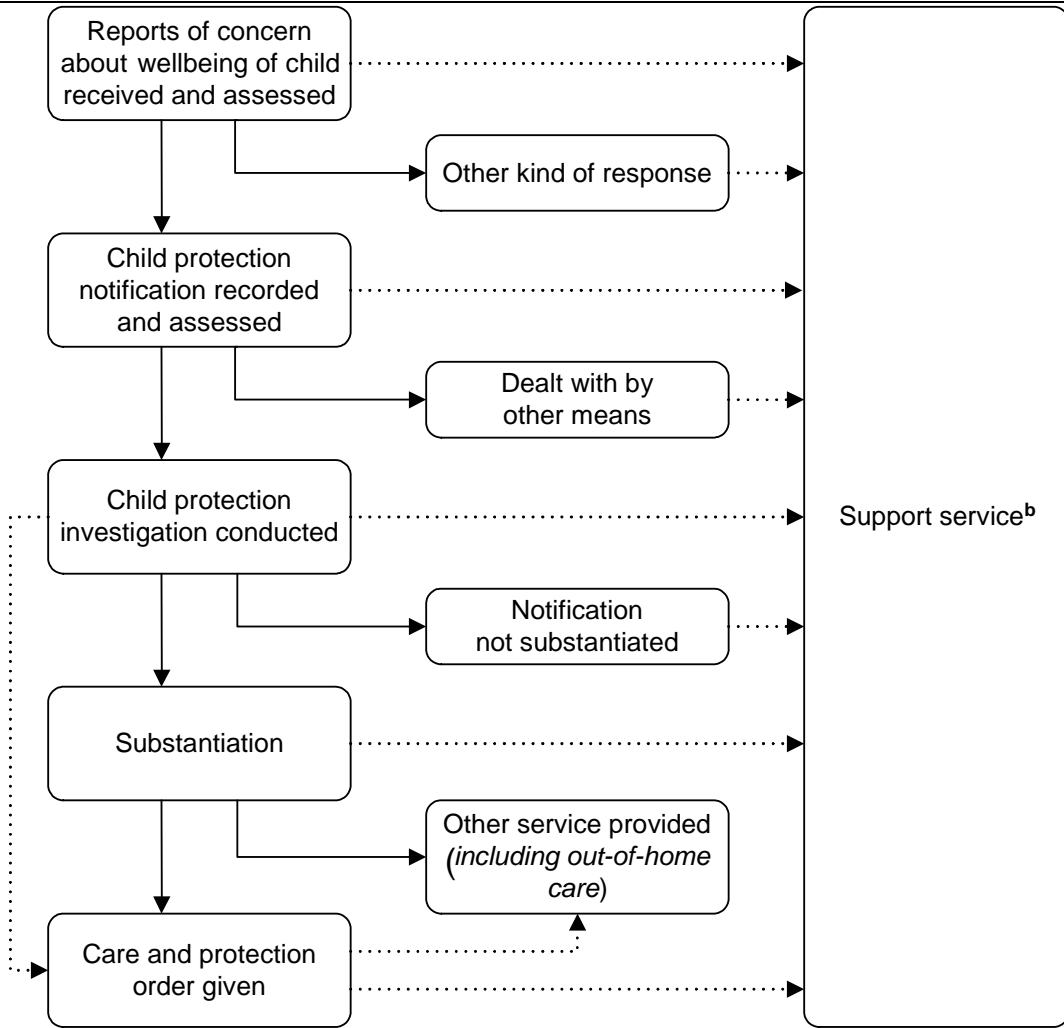 Reports of concern
about wellbeing of child
received and assessed
Other kind of response
Child protection
notification recorded
and assessed
Dealt with by
other means
Child protection
investigation conducted
Support serviceᵇ
Notification
not substantiated
Substantiation
Other service provided
(including out-of-home
care)
Care and protection
order given